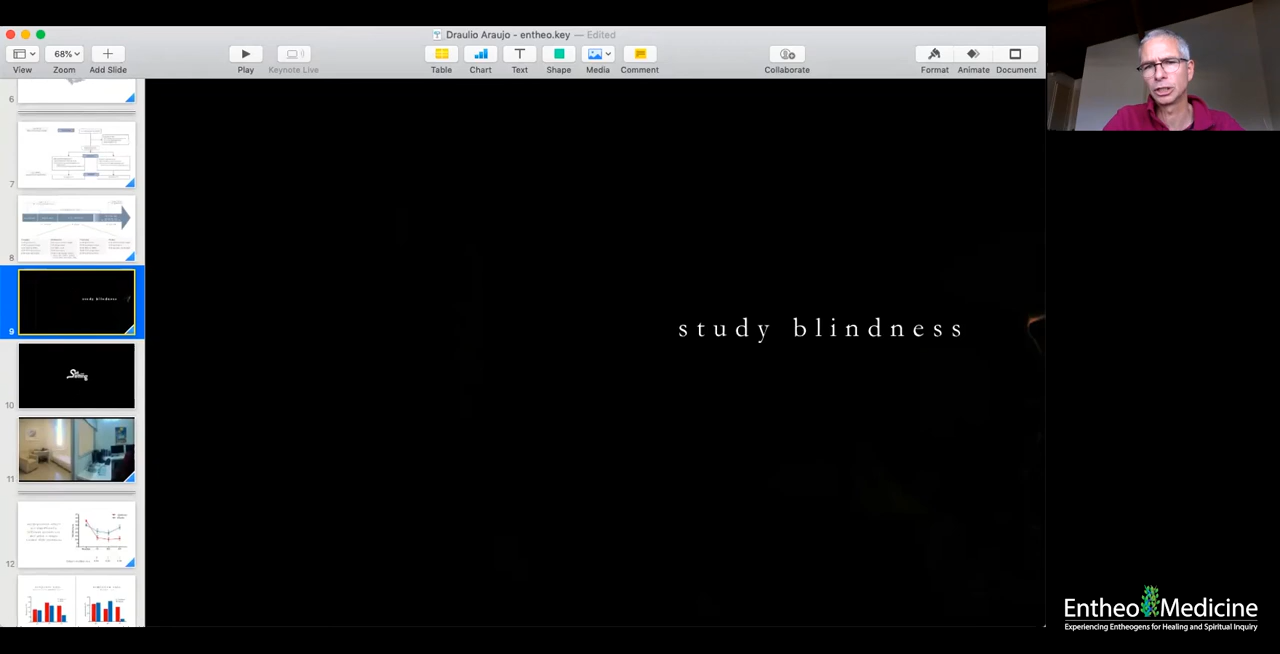 Draulio Araujo - entheo.key — Edited
68%
View
Zoom
Add Slide
Play
Keynote Live
Table
Chart
Text
Shape
Media
Comment
Collaborate
Format
Animate
Document
6
7
8
9
study blindness
10
11
12
study blindness
Entheo Medicine
Experiencing Entheogens for Healing and Spiritual Inquiry